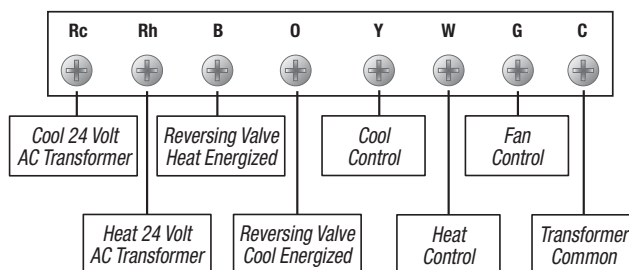 Rc Rh B O Y W G C
Cool 24 Volt
AC Transformer
Reversing Valve
Heat Energized
Cool
Control
Fan
Control
Heat 24 Volt
AC Transformer
Reversing Valve
Cool Energized
Heat
Control
Transformer
Common